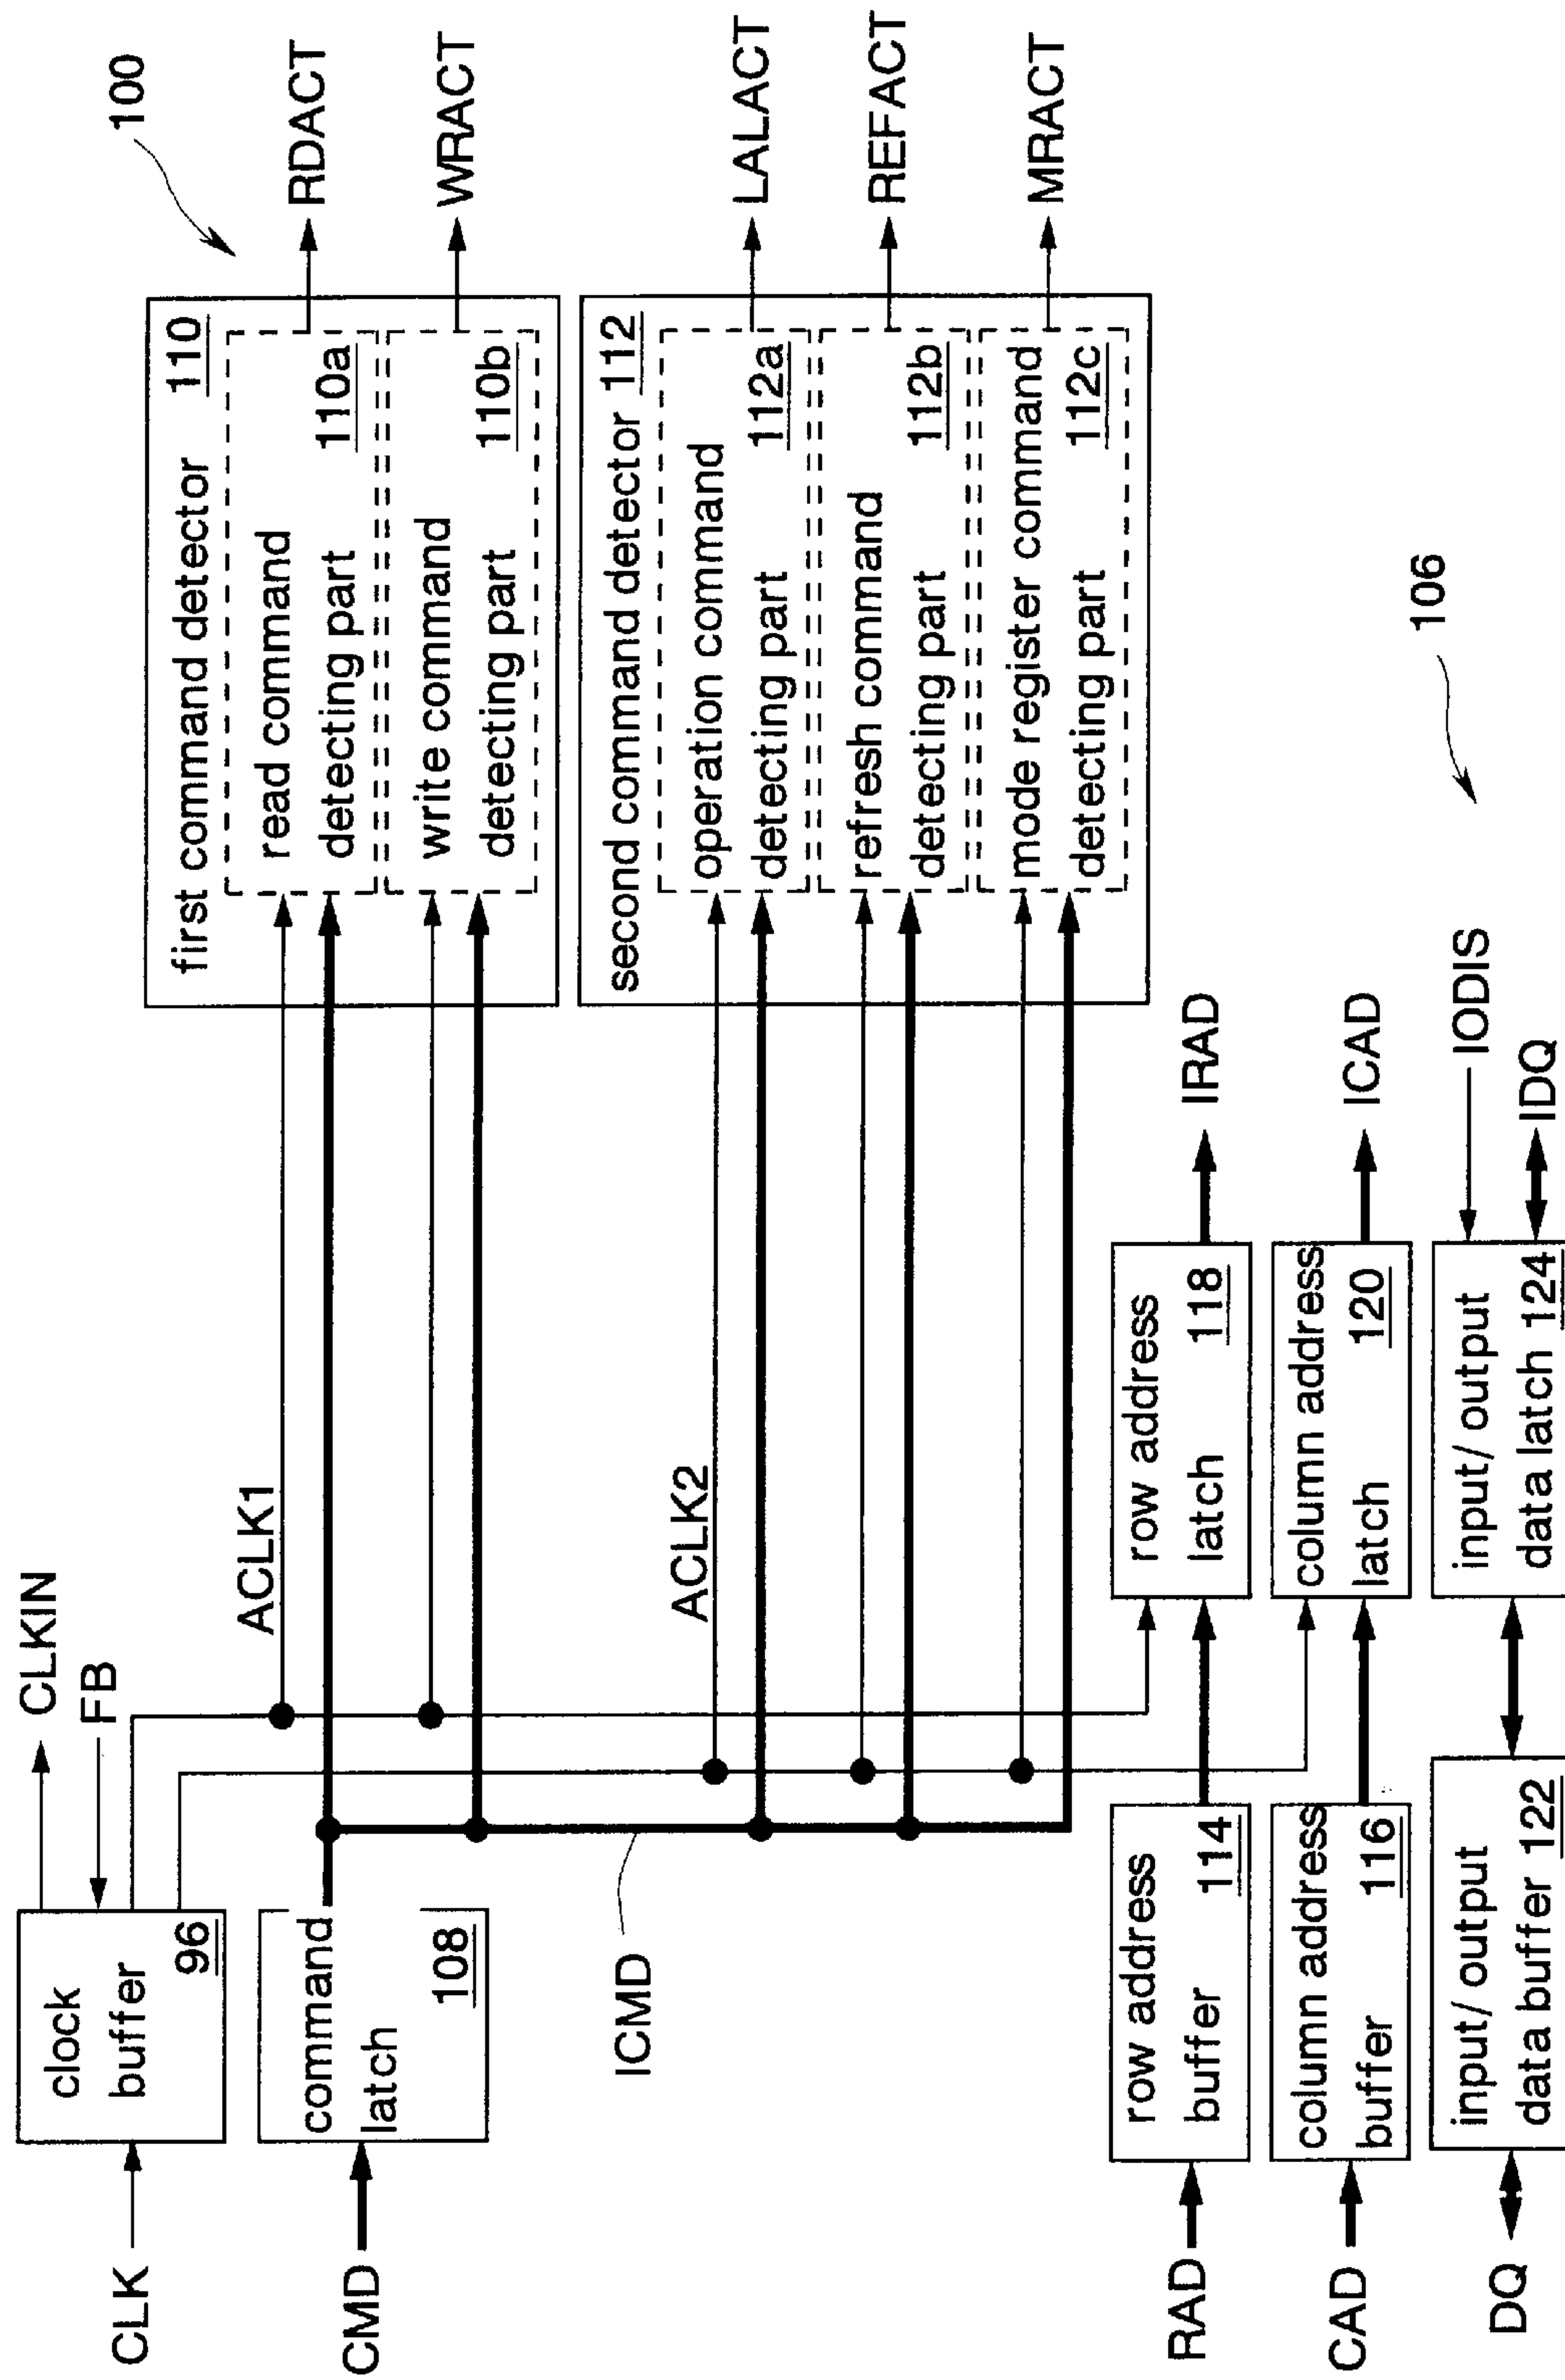 100
CLK
clock
buffer
96
CLKIN
FB
CMD
command
latch
108
ACLK1
ICMD
ACLK2
first command detector 110
read command
detecting part 110a
RDACT
write command
detecting part 110b
WRACT
second command detector 112
operation command
detecting part 112a
LALACT
refresh command
detecting part 112b
REFACT
mode register command
detecting part 112c
MRACT
106
RAD
row address
buffer 114
row address
latch 118
IRAD
CAD
column address
buffer 116
column address
latch 120
ICAD
DQ
input/ output
data buffer 122
input/ output
data latch 124
IODIS
IDQ